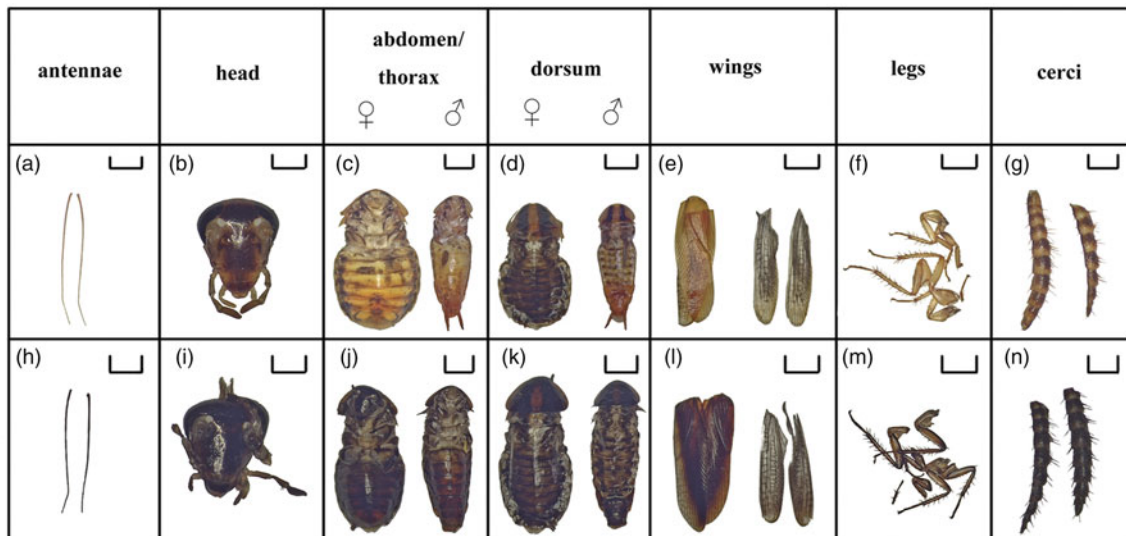 antennae
head
abdomen/
thorax
♀ ♂
dorsum
♀ ♂
wings
legs
cerci
(a)
(b)
(c)
(d)
(e)
(f)
(g)
(h)
(i)
(j)
(k)
(l)
(m)
(n)